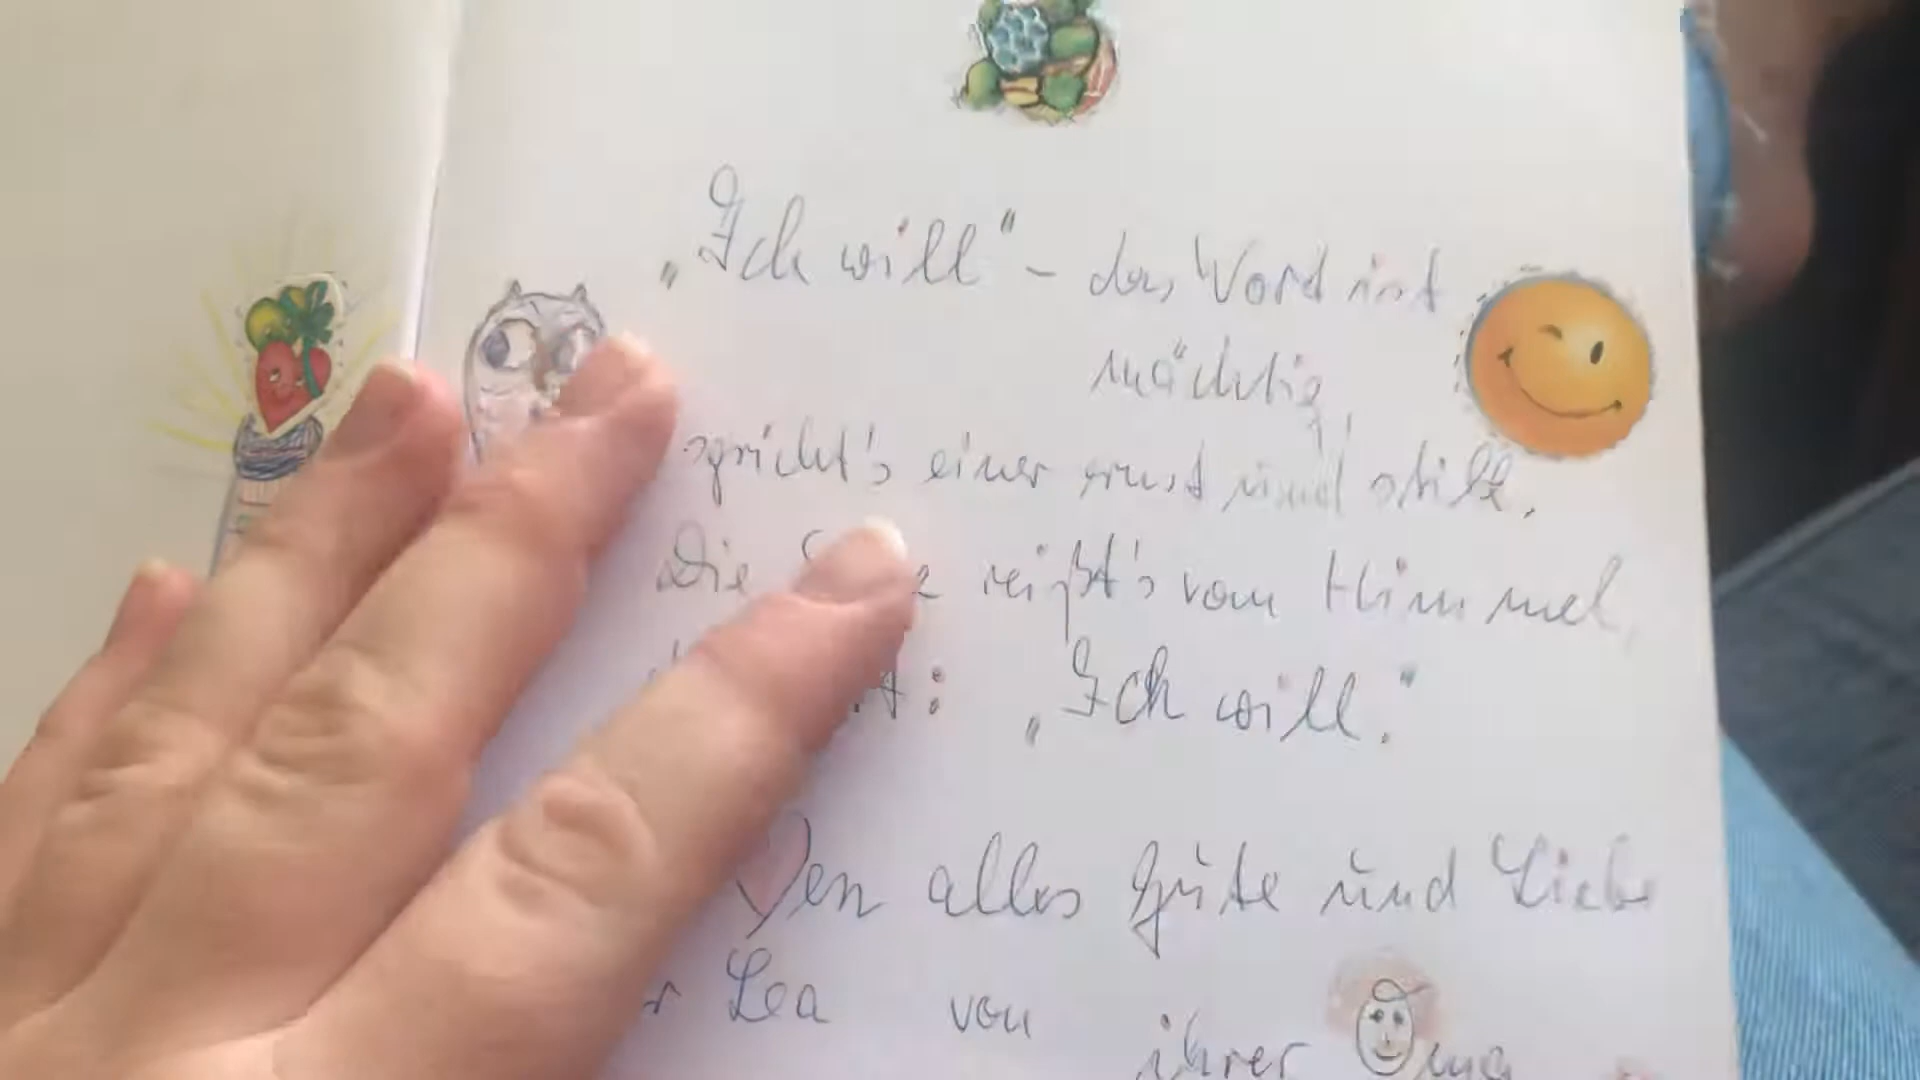 „Ich will" – das Wort ist
mächtig,
spricht's einer ernst und still.
Die reißt's vom Himmel,
„Ich will."
alles Gute und Liebe
Lea von ihrer Oma